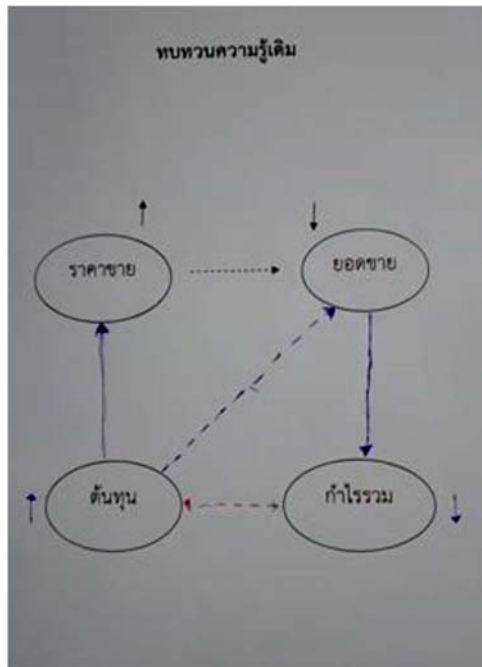 ทบทวนความรู้เดิม
ราคาขาย
ยอดขาย
ต้นทุน
กำไรรวม